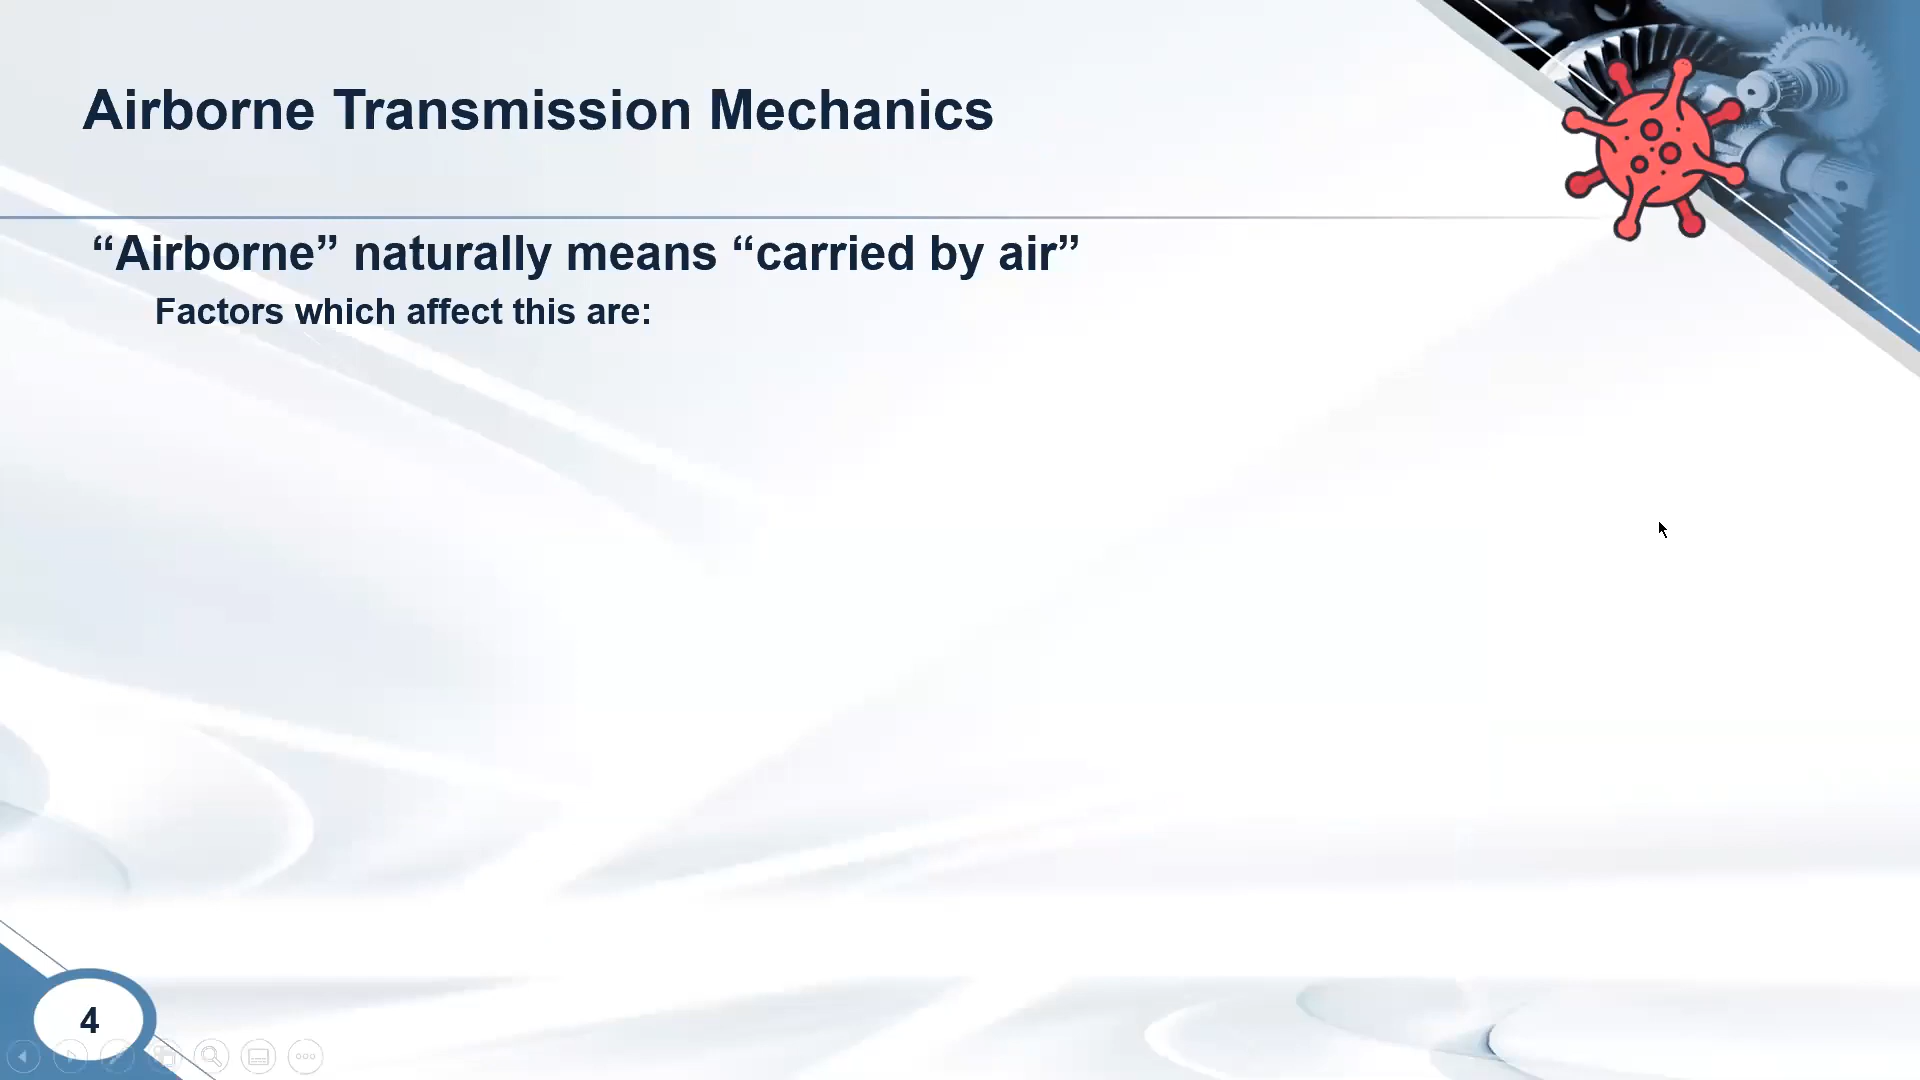 Airborne Transmission Mechanics
“Airborne” naturally means “carried by air”
Factors which affect this are:
4